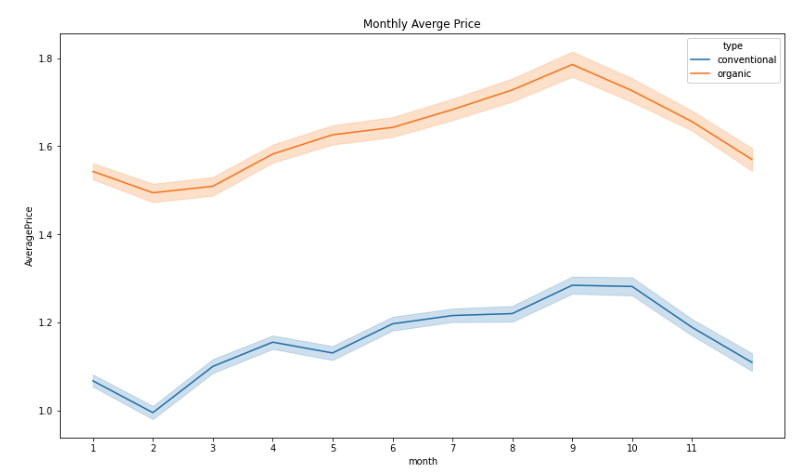 Monthly Averge Price
type
conventional
organic
AveragePrice
1.8
1.6
1.4
1.2
1.0
1 2 3 4 5 6 7 8 9 10 11
month